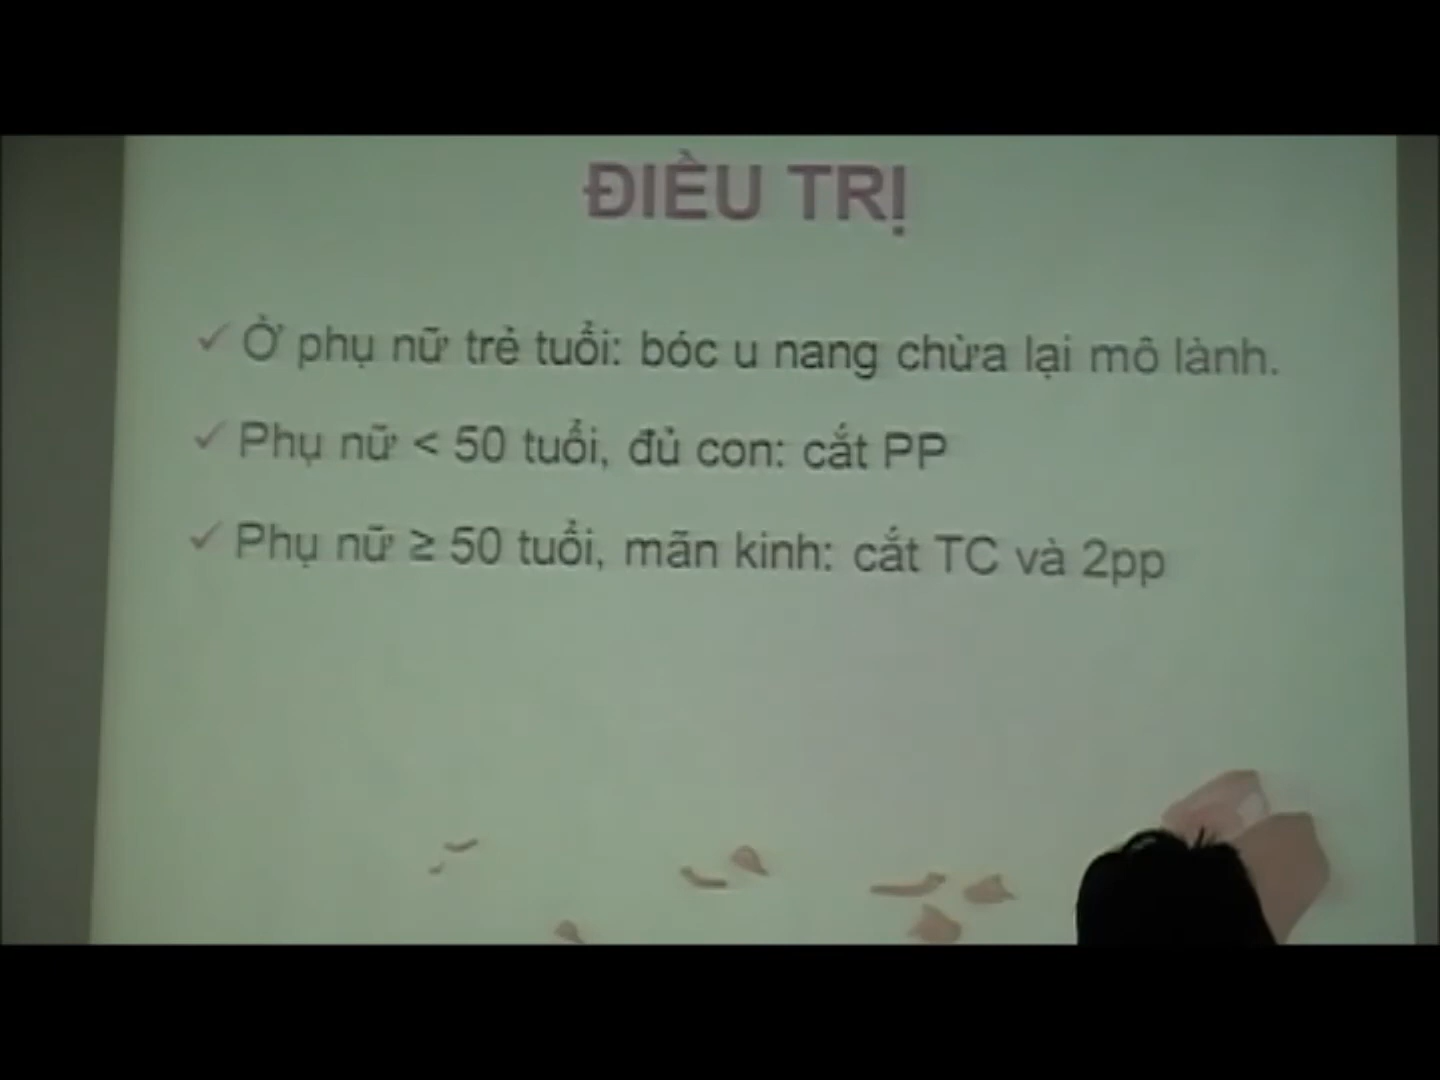 ĐIỀU TRỊ
✓ Ở phụ nữ trẻ tuổi: bóc u nang chừa lại mô lành.
✓ Phụ nữ < 50 tuổi, đủ con: cắt PP
✓ Phụ nữ ≥ 50 tuổi, mãn kinh: cắt TC và 2pp